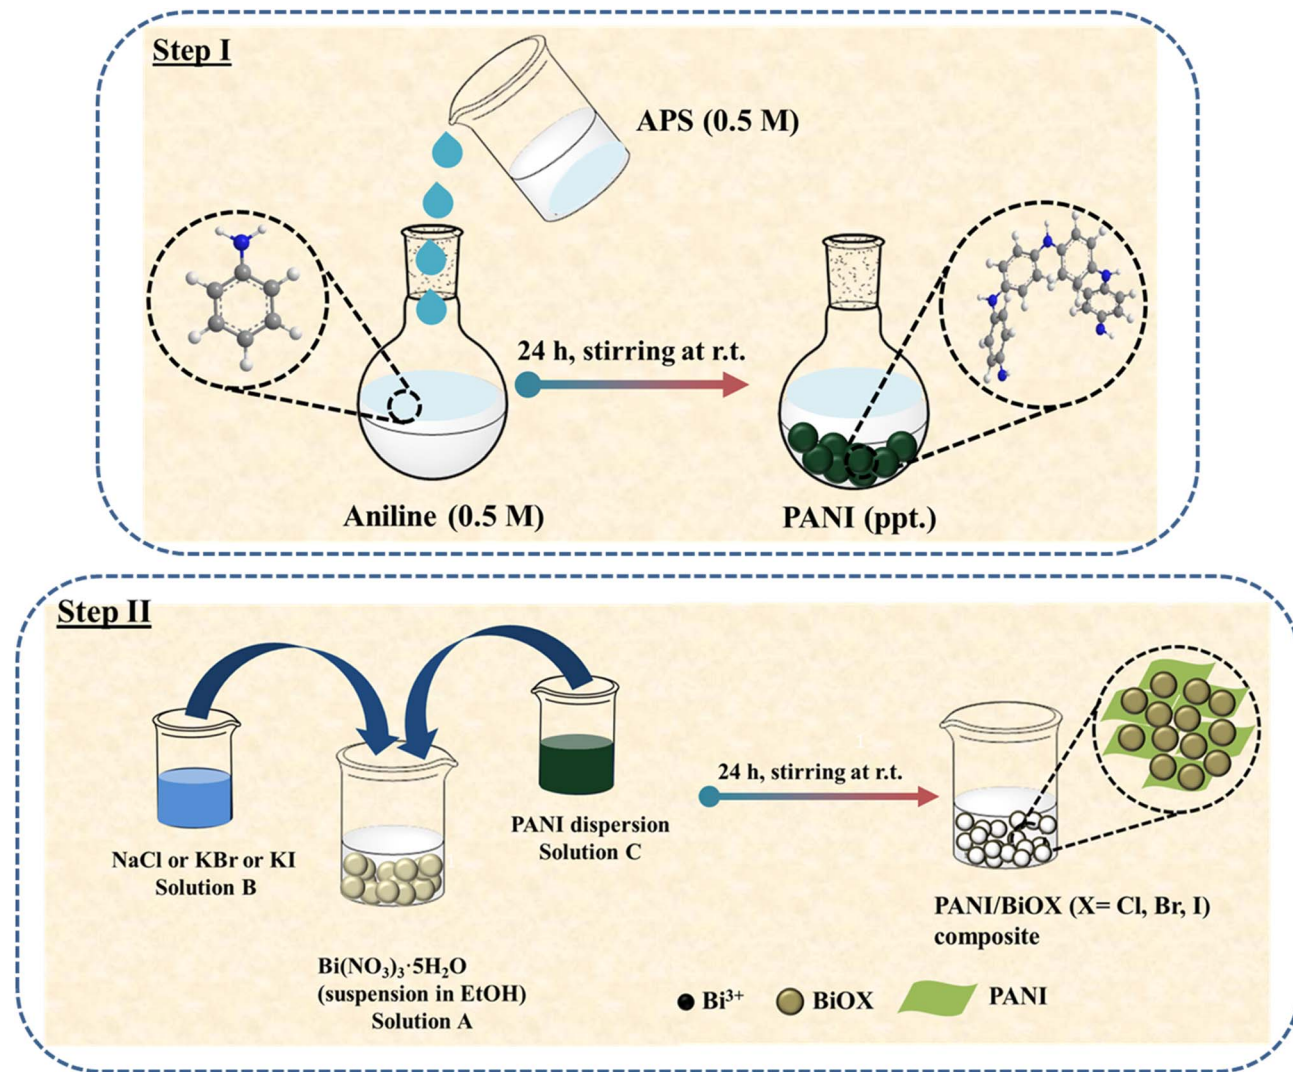 Step I
APS (0.5 M)
24 h, stirring at r.t.
Aniline (0.5 M)
PANI (ppt.)
Step II
NaCl or KBr or KI
Solution B
PANI dispersion
Solution C
24 h, stirring at r.t.
Bi(NO₃)₃·5H₂O
(suspension in EtOH)
Solution A
PANI/BiOX (X= Cl, Br, I)
composite
Bi³⁺
BiOX
PANI